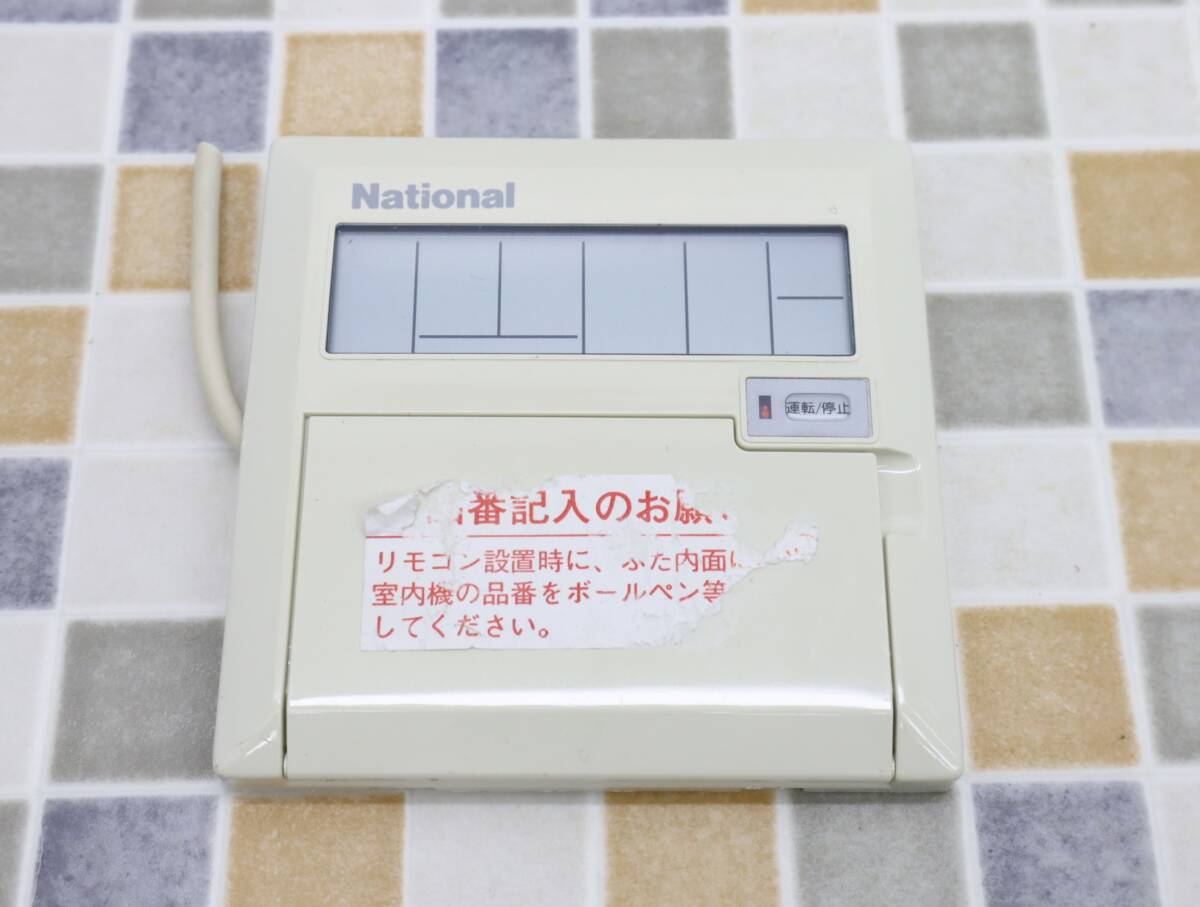 National
運転/停止
番記入のお願
リモコン設置時に、ふた内面に
室内機の品番をボールペン等
してください。